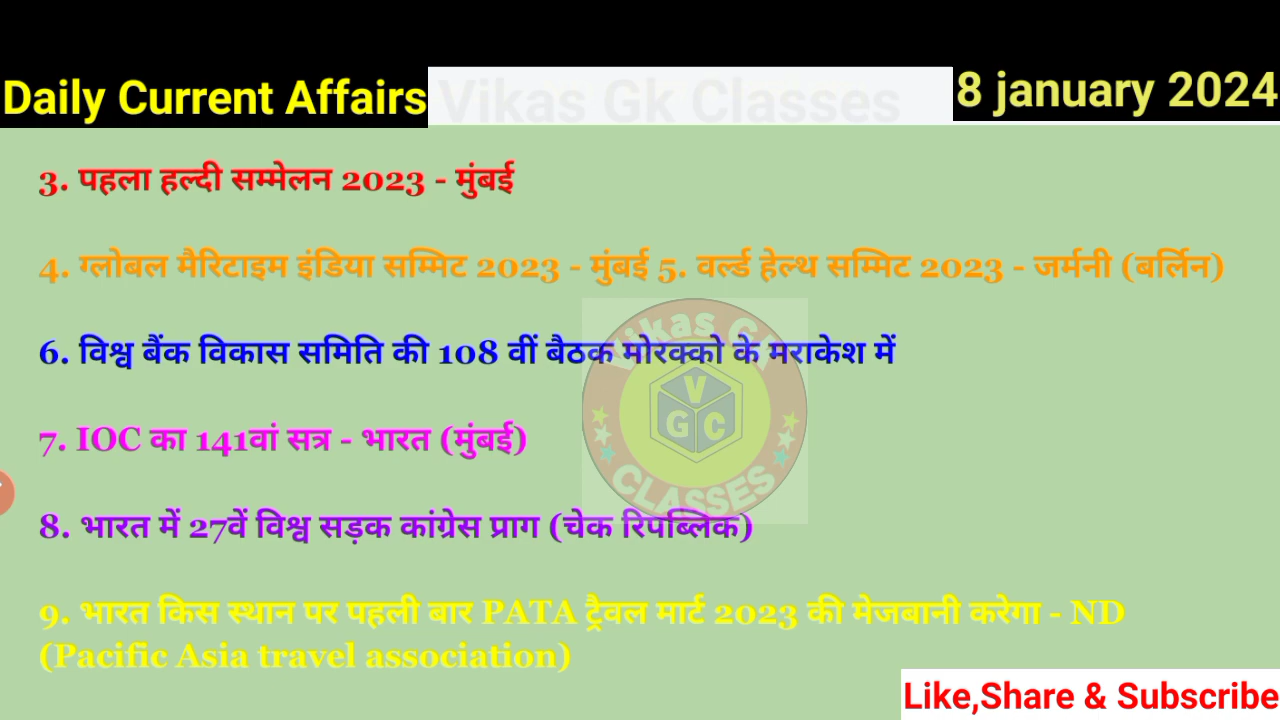 Daily Current Affairs
Vikas Gk Classes
8 january 2024
3. पहला हल्दी सम्मेलन 2023 - मुंबई
4. ग्लोबल मैरिटाइम इंडिया सम्मिट 2023 - मुंबई 5. वर्ल्ड हेल्थ सम्मिट 2023 - जर्मनी (बर्लिन)
6. विश्व बैंक विकास समिति की 108 वीं बैठक मोरक्को के मराकेश में
7. IOC का 141वां सत्र - भारत (मुंबई)
8. भारत में 27वें विश्व सड़क कांग्रेस प्राग (चेक रिपब्लिक)
9. भारत किस स्थान पर पहली बार PATA ट्रैवल मार्ट 2023 की मेजबानी करेगा - ND
(Pacific Asia travel association)
V
G C
CLASSES
Like,Share & Subscribe